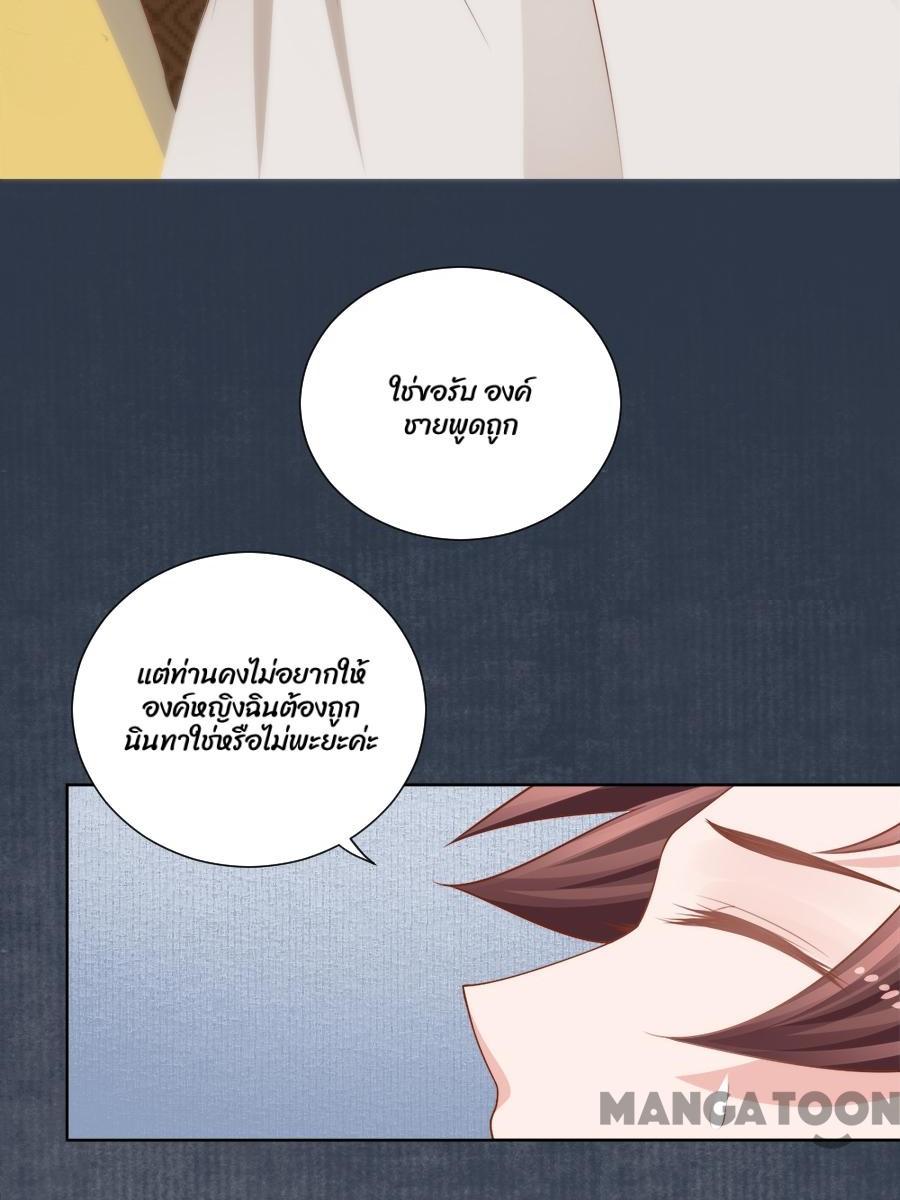 ใช่ขอรับ องค์
ชายพูดถูก
แต่ท่านคงไม่อยากให้
องค์หญิงฉินต้องถูก
นินทาใช่หรือไม่พะยะค่ะ
MANGATOON